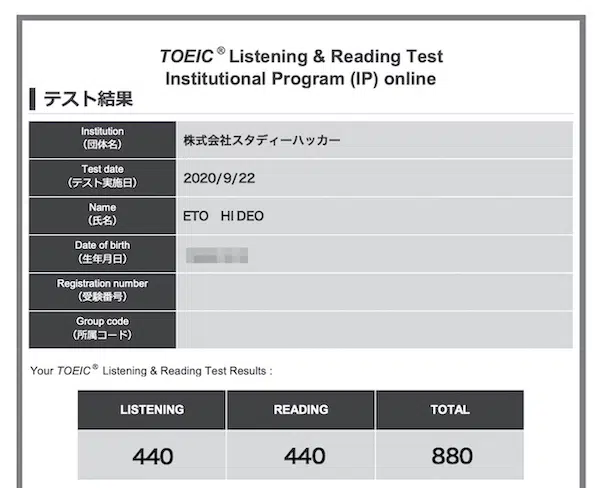 TOEIC® Listening & Reading Test
Institutional Program (IP) online
テスト結果
Institution
（団体名）
株式会社スタディーハッカー
Test date
（テスト実施日）
2020/9/22
Name
（氏名）
ETO HIDEO
Date of birth
（生年月日）
Registration number
（受験番号）
Group code
（所属コード）
Your TOEIC® Listening & Reading Test Results :
LISTENING READING TOTAL
440 440 880